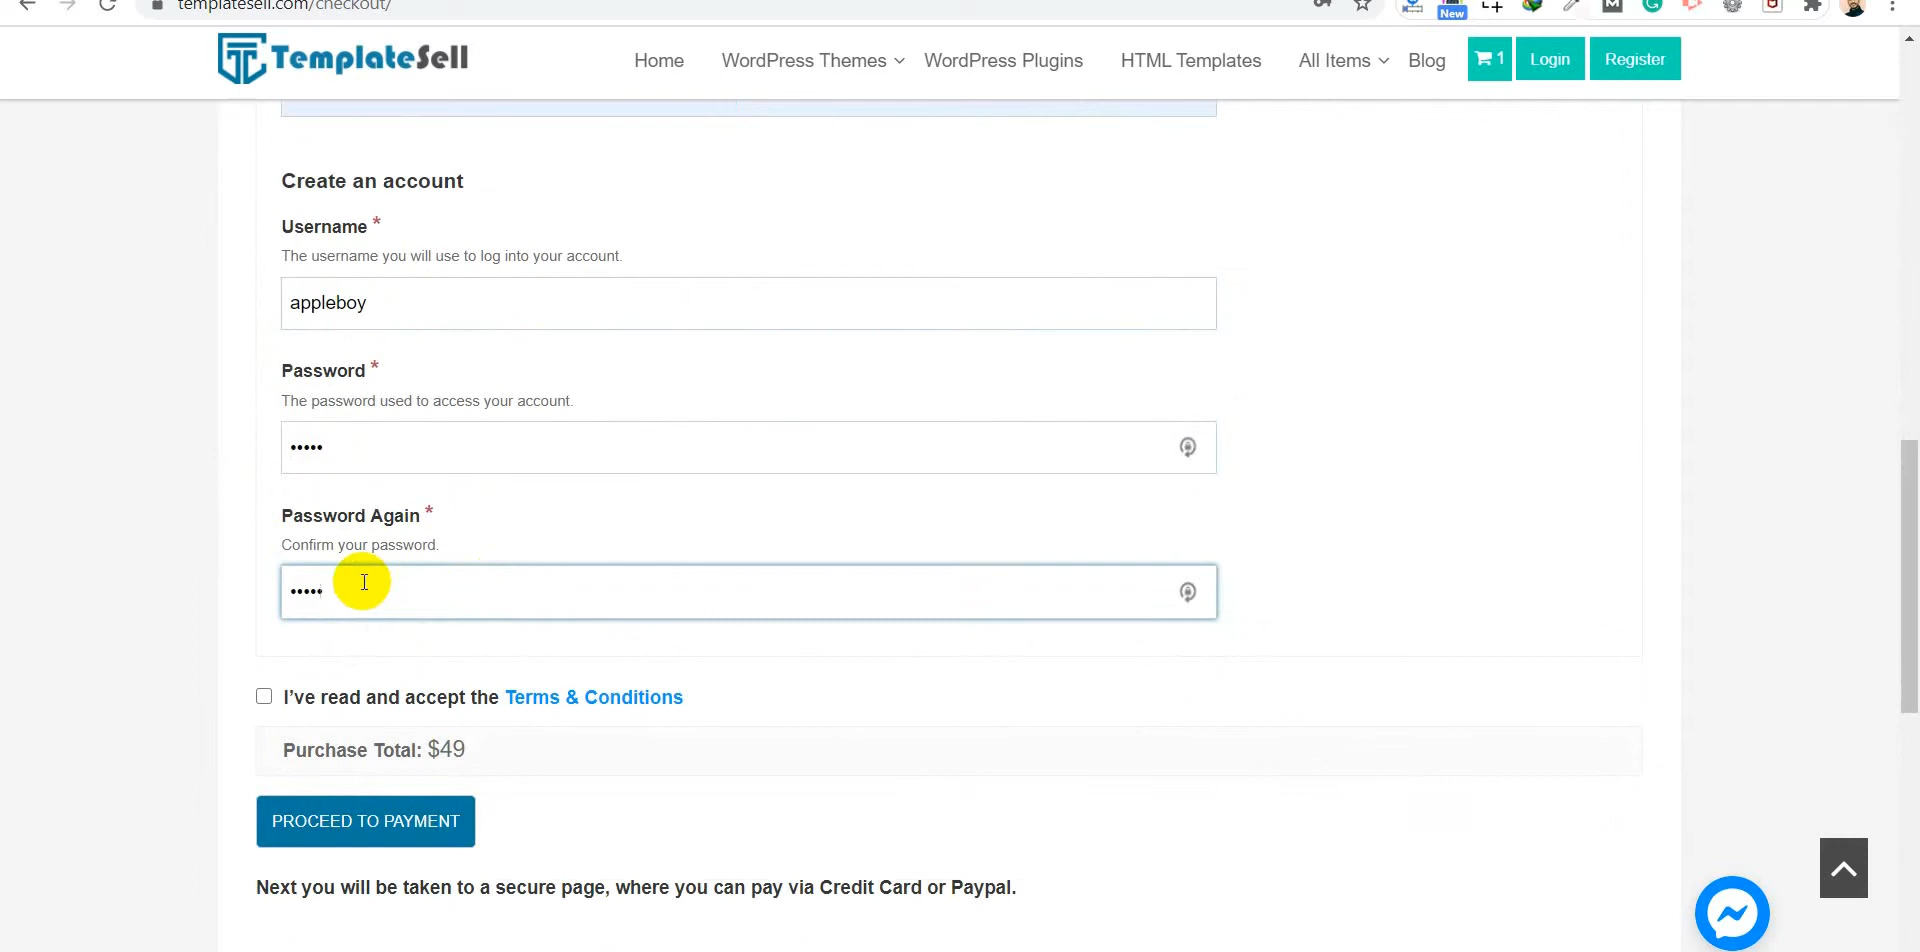 templatesell.com/checkout/
New
TemplateSell
Home
WordPress Themes
WordPress Plugins
HTML Templates
All Items
Blog
1
Login
Register
Create an account
Username *
The username you will use to log into your account.
appleboy
Password *
The password used to access your account.
•••••
Password Again *
Confirm your password.
•••••
I’ve read and accept the Terms & Conditions
Purchase Total: $49
PROCEED TO PAYMENT
Next you will be taken to a secure page, where you can pay via Credit Card or Paypal.